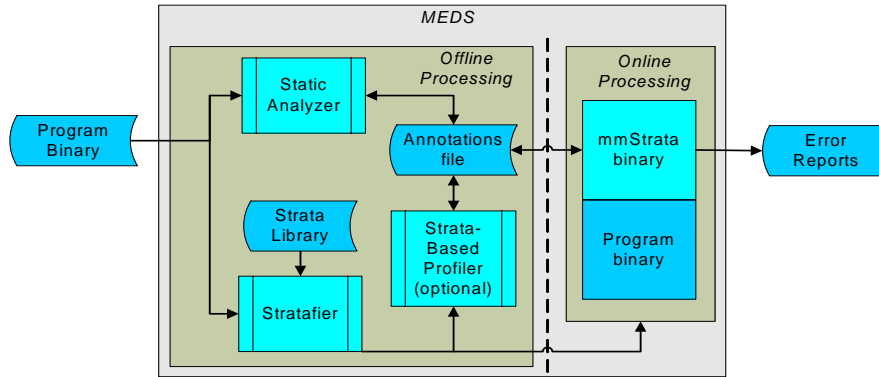 MEDS
Offline
Processing
Online
Processing
Static
Analyzer
Program
Binary
Annotations
file
mmStrata
binary
Error
Reports
Strata
Library
Strata-
Based
Profiler
(optional)
Program
binary
Stratafier